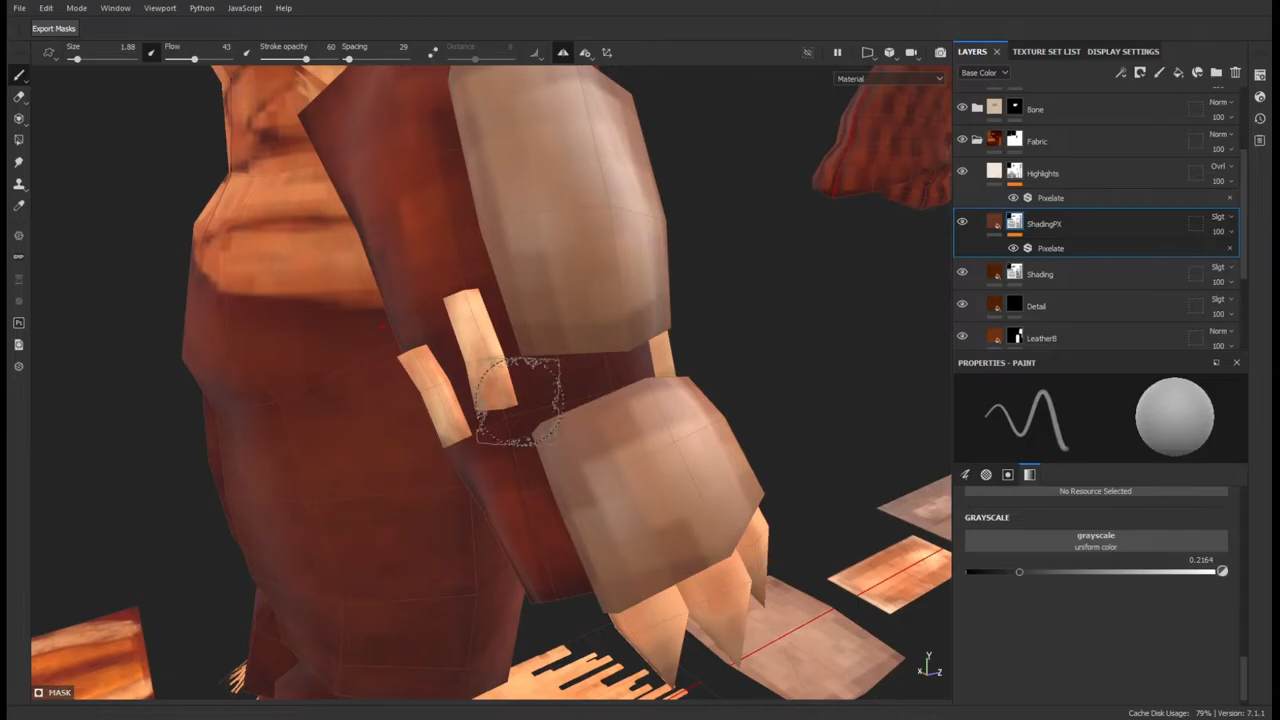 File Edit Mode Window Viewport Python JavaScript Help
Export Masks
Size 1.88 Flow 43 Stroke opacity 60 Spacing 29 Distance 8
Material
LAYERS × TEXTURE SET LIST DISPLAY SETTINGS
Base Color
Bone Norm 100
Fabric Norm 100
Highlights Ovrl 100
Pixelate ×
ShadingPX Slgt 100
Pixelate ×
Shading Slgt 100
Detail Slgt 100
LeatherB Norm 100
PROPERTIES - PAINT
No Resource Selected
GRAYSCALE
grayscale
uniform color
0.2164
Y
X Z
MASK
Ps
Cache Disk Usage: 79% | Version: 7.1.1